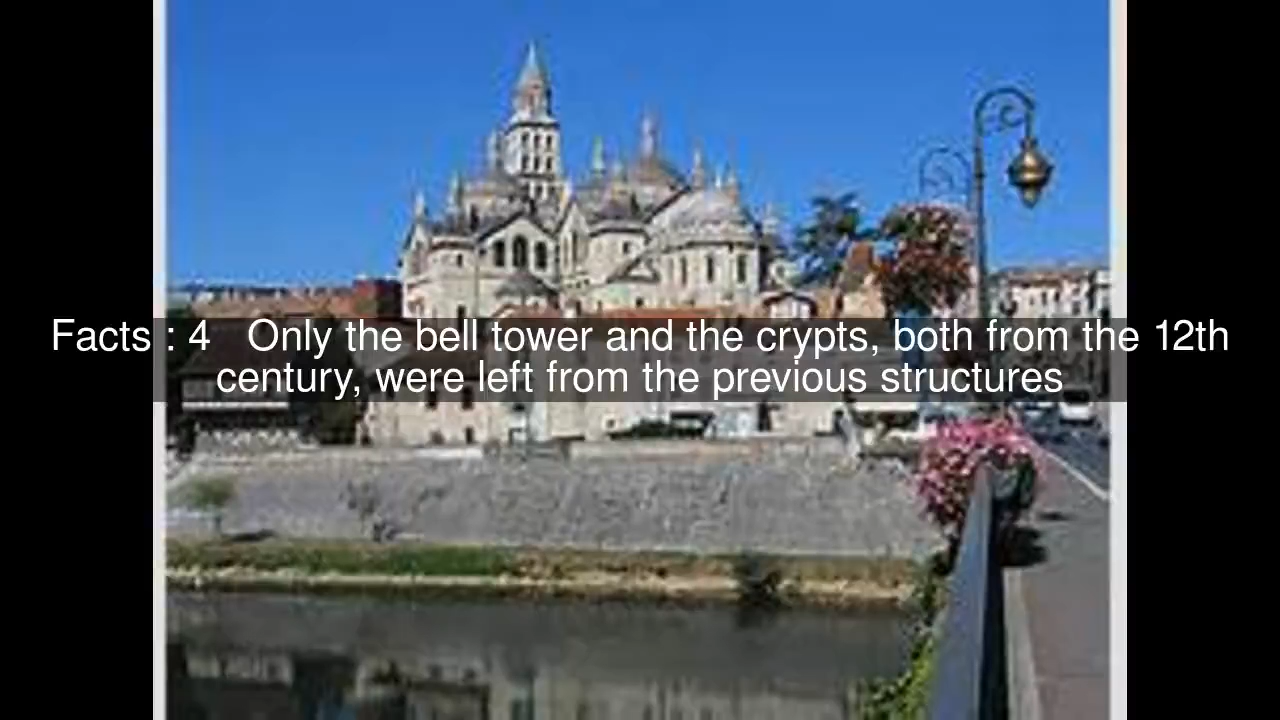 Facts : 4   Only the bell tower and the crypts, both from the 12th
century, were left from the previous structures